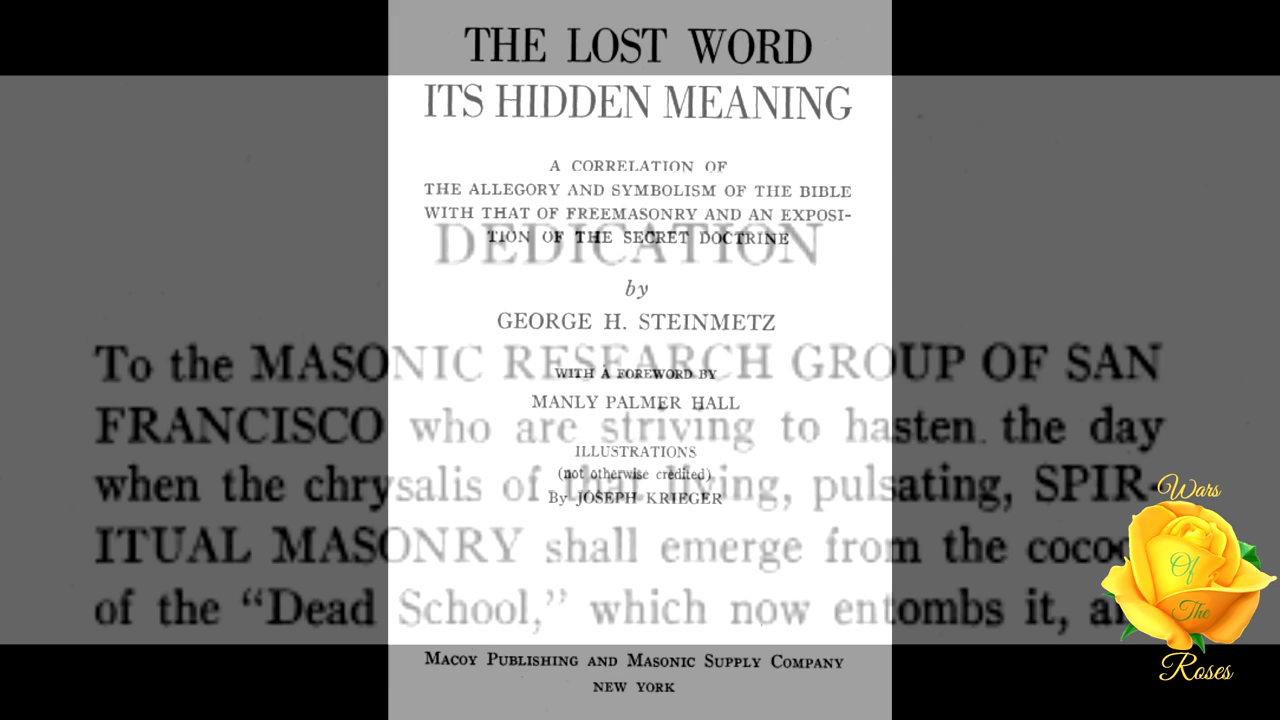 THE LOST WORD
ITS HIDDEN MEANING
A CORRELATION OF
THE ALLEGORY AND SYMBOLISM OF THE BIBLE
WITH THAT OF FREEMASONRY AND AN EXPOSI-
TION OF THE SECRET DOCTRINE
by
GEORGE H. STEINMETZ
WITH A FOREWORD BY
MANLY PALMER HALL
ILLUSTRATIONS
(not otherwise credited)
By JOSEPH KRIEGER
MACOY PUBLISHING AND MASONIC SUPPLY COMPANY
NEW YORK
DEDICATION
To the MASONIC RESEARCH GROUP OF SAN
FRANCISCO who are striving to hasten the day
when the chrysalis of that living, pulsating, SPIR-
ITUAL MASONRY shall emerge from the
of the "Dead School," which now entombs it,
Wars
Of
The
Roses